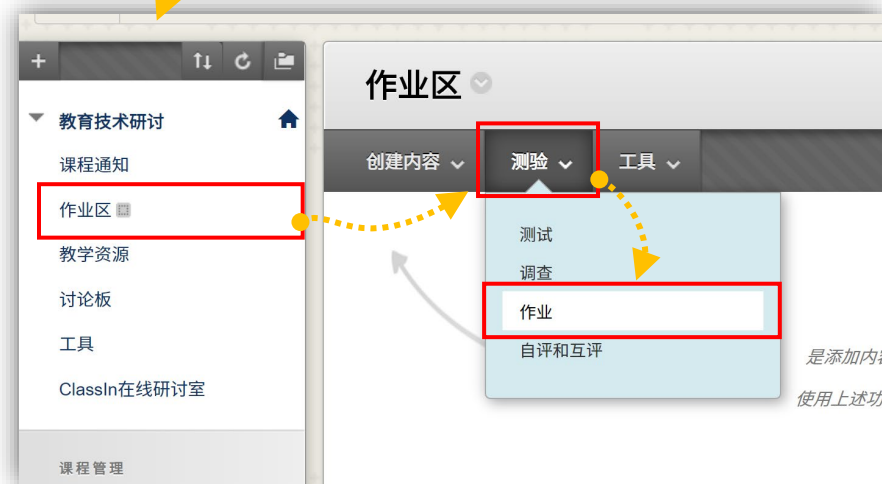 教育技术研讨
课程通知
作业区
教学资源
讨论板
工具
ClassIn在线研讨室
课程管理
作业区
创建内容
测验
工具
测试
调查
作业
自评和互评
是添加内容
使用上述功